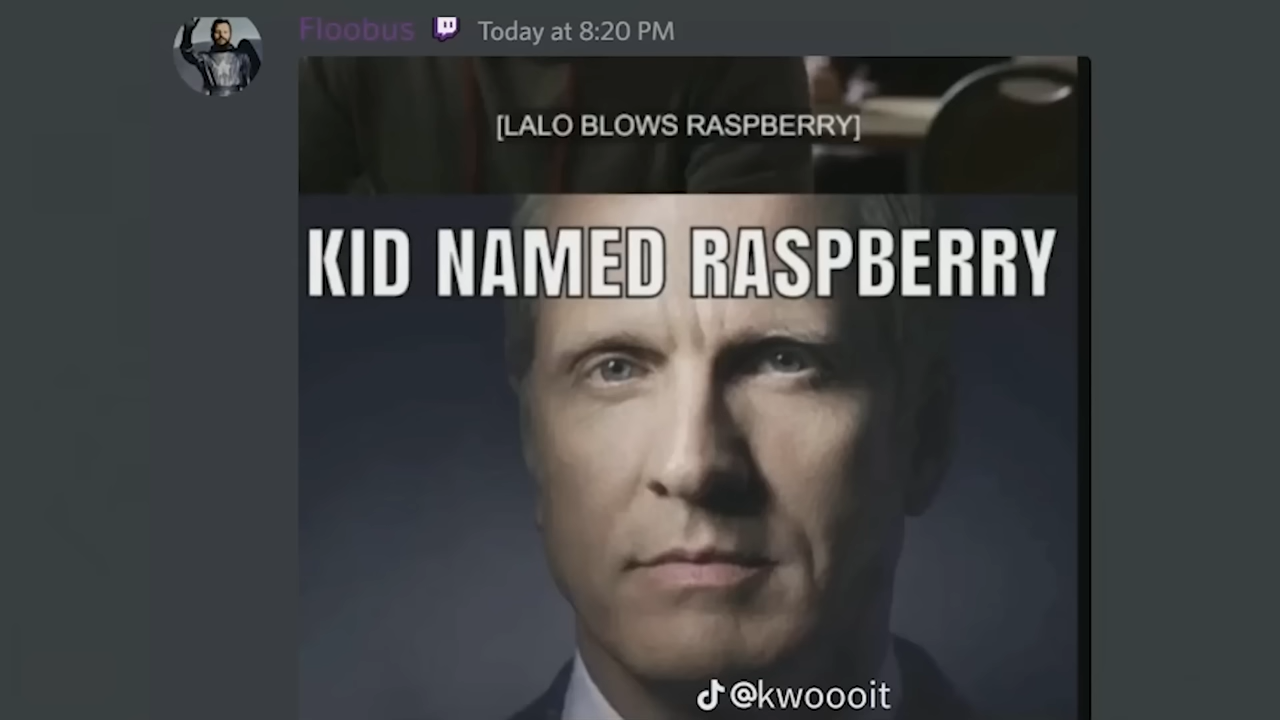 Floobus Today at 8:20 PM
[LALO BLOWS RASPBERRY]
KID NAMED RASPBERRY
@kwoooit